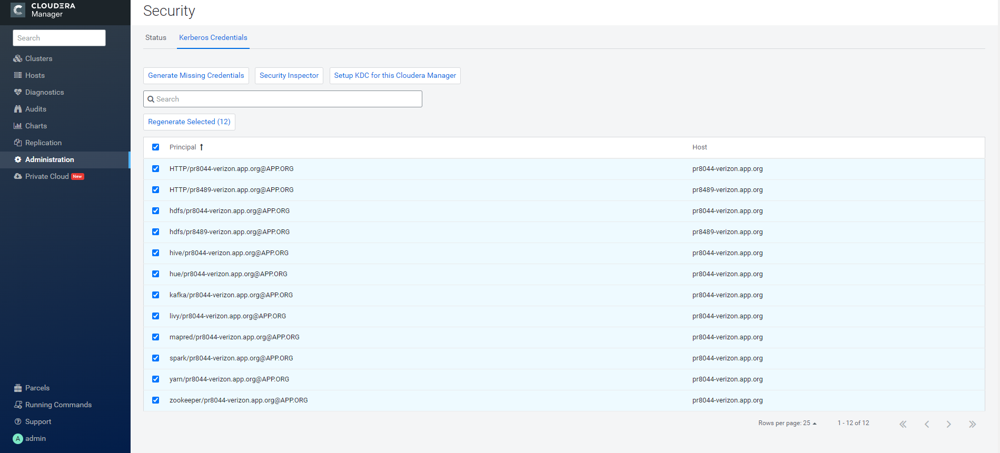 CLOUDERA
Manager
Search
Clusters
Hosts
Diagnostics
Audits
Charts
Replication
Administration
Private Cloud New
Parcels
Running Commands
Support
A admin
Security
Status Kerberos Credentials
Generate Missing Credentials Security Inspector Setup KDC for this Cloudera Manager
Search
Regenerate Selected (12)
Principal Host
HTTP/pr8044-verizon.app.org@APP.ORG pr8044-verizon.app.org
HTTP/pr8489-verizon.app.org@APP.ORG pr8489-verizon.app.org
hdfs/pr8044-verizon.app.org@APP.ORG pr8044-verizon.app.org
hdfs/pr8489-verizon.app.org@APP.ORG pr8489-verizon.app.org
hive/pr8044-verizon.app.org@APP.ORG pr8044-verizon.app.org
hue/pr8044-verizon.app.org@APP.ORG pr8044-verizon.app.org
kafka/pr8044-verizon.app.org@APP.ORG pr8044-verizon.app.org
livy/pr8044-verizon.app.org@APP.ORG pr8044-verizon.app.org
mapred/pr8044-verizon.app.org@APP.ORG pr8044-verizon.app.org
spark/pr8044-verizon.app.org@APP.ORG pr8044-verizon.app.org
yarn/pr8044-verizon.app.org@APP.ORG pr8044-verizon.app.org
zookeeper/pr8044-verizon.app.org@APP.ORG pr8044-verizon.app.org
Rows per page: 25 1 - 12 of 12